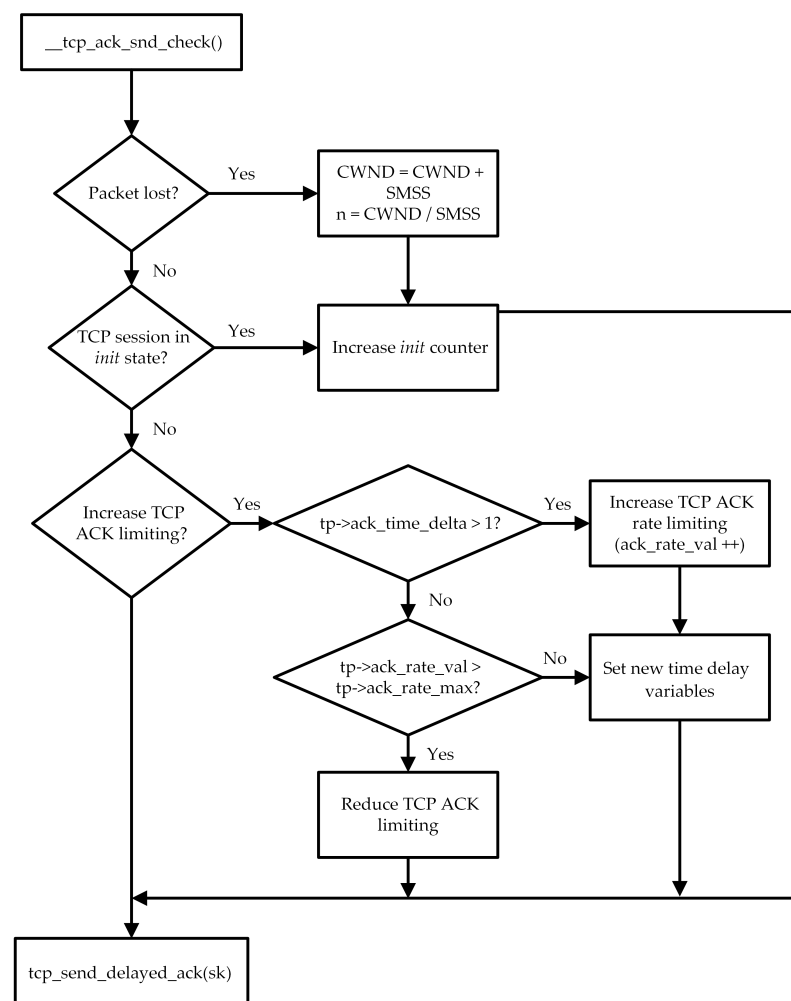 __tcp_ack_snd_check()
Packet lost?
Yes
CWND = CWND +
SMSS
n = CWND / SMSS
No
TCP session in
init state?
Yes
Increase init counter
No
Increase TCP
ACK limiting?
Yes
tp->ack_time_delta > 1?
Yes
Increase TCP ACK
rate limiting
(ack_rate_val ++)
No
tp->ack_rate_val >
tp->ack_rate_max?
No
Set new time delay
variables
Yes
Reduce TCP ACK
limiting
tcp_send_delayed_ack(sk)